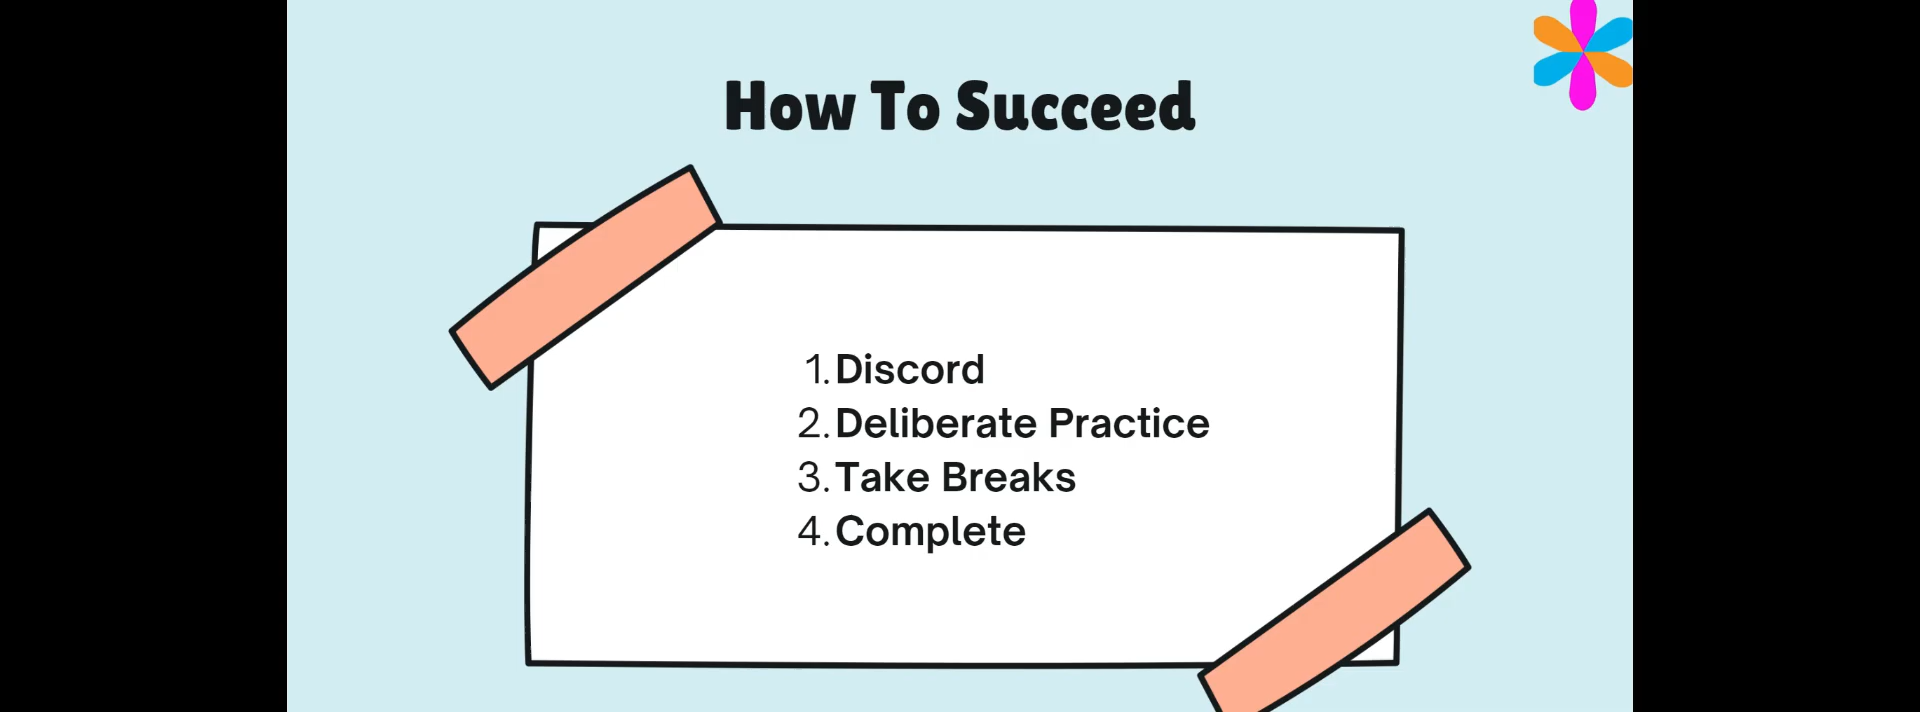 How To Succeed
1. Discord
2. Deliberate Practice
3. Take Breaks
4. Complete